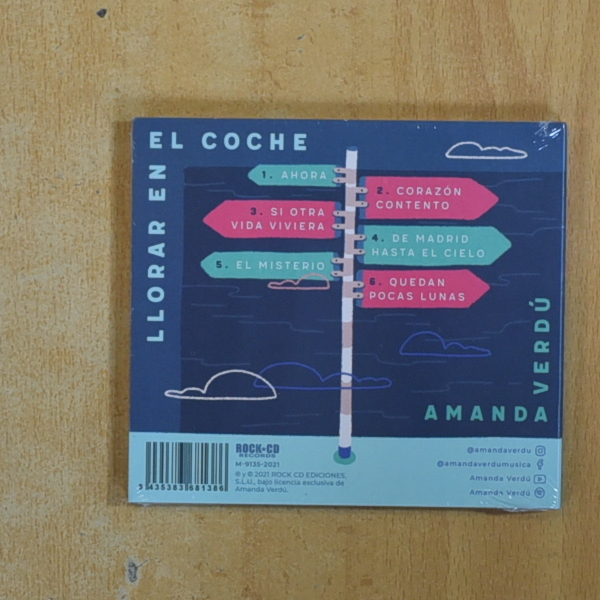 LLORAR EN
EL COCHE
1. AHORA
2. CORAZÓN
CONTENTO
3. SI OTRA
VIDA VIVIERA
4. DE MADRID
HASTA EL CIELO
5. EL MISTERIO
6. QUEDAN
POCAS LUNAS
AMANDA
VERDÚ
ROCK CD
RECORDS
M-9135-2021
℗ y © 2021 ROCK CD EDICIONES,
S.L.U., bajo licencia exclusiva de
Amanda Verdú.
435383 681386
@amandaverdu
@amandaverdumusica
Amanda Verdú
Amanda Verdú